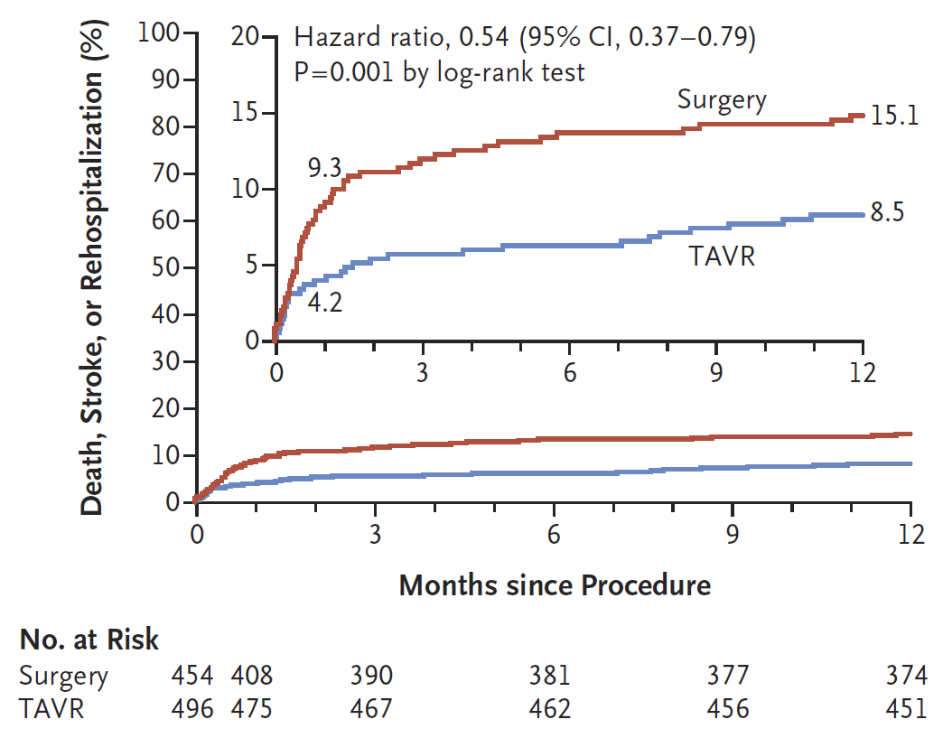 Death, Stroke, or Rehospitalization (%)
100
90
80
70
60
50
40
30
20
10
0
20
15
10
5
0
Hazard ratio, 0.54 (95% CI, 0.37–0.79)
P=0.001 by log-rank test
Surgery
15.1
9.3
8.5
TAVR
4.2
0 3 6 9 12
0 3 6 9 12
Months since Procedure
No. at Risk
Surgery 454 408 390 381 377 374
TAVR 496 475 467 462 456 451